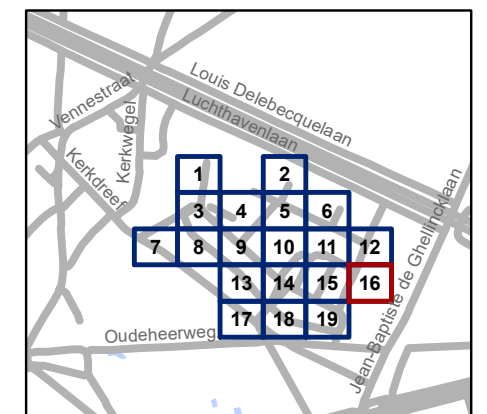 Louis Delebecquelaan
Luchthavenlaan
Vennestraat
Kerkwegel
Kerkdreef
1 2
3 4 5 6
7 8 9 10 11 12
13 14 15 16
17 18 19
Oudeheerweg
Jean-Baptiste de Ghellincklaan